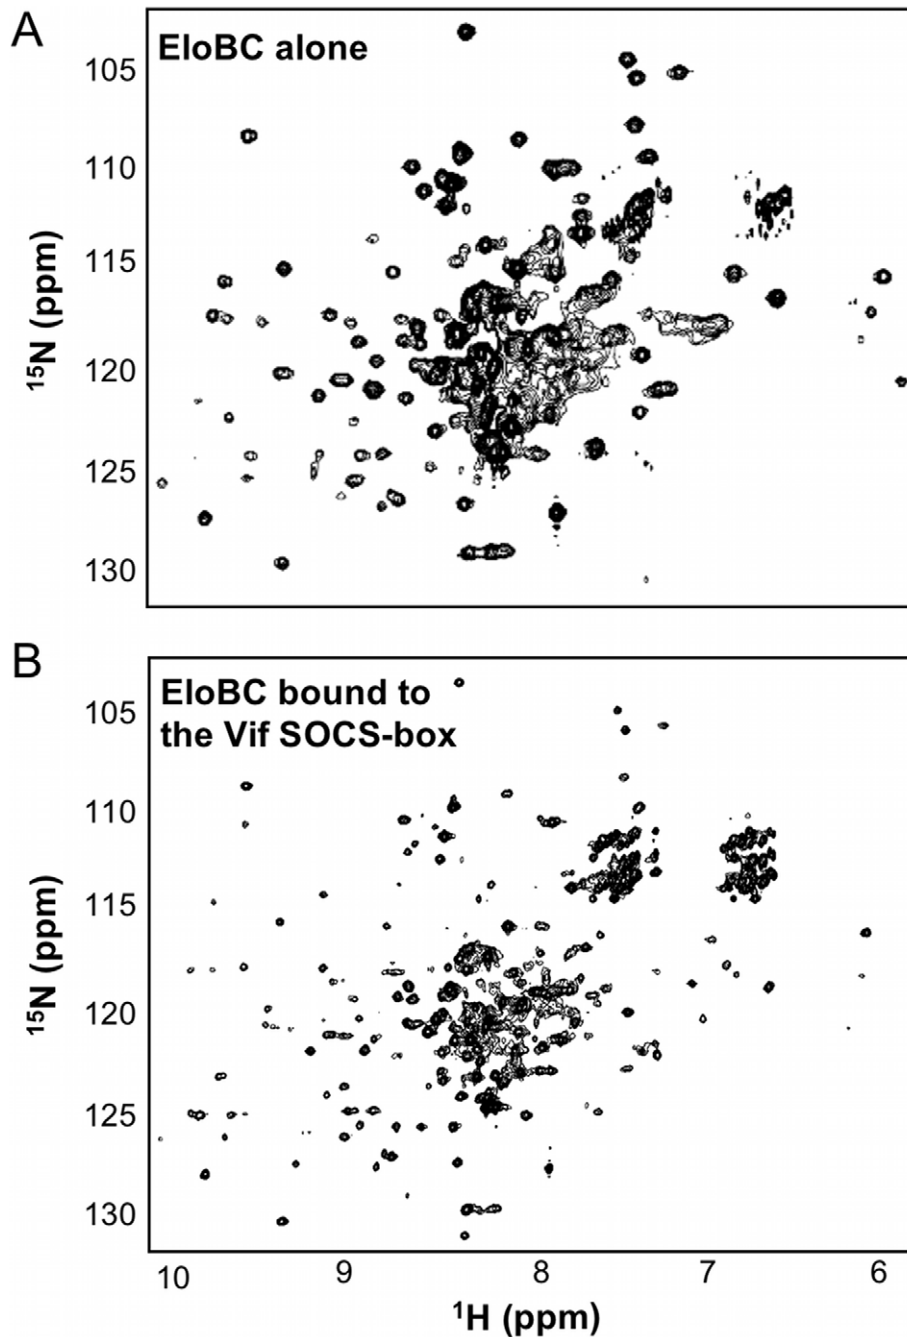 A
EloBC alone
105
110
115
120
125
130
¹⁵N (ppm)
B
EloBC bound to
the Vif SOCS-box
105
110
115
120
125
130
¹⁵N (ppm)
10 9 8 7 6
¹H (ppm)